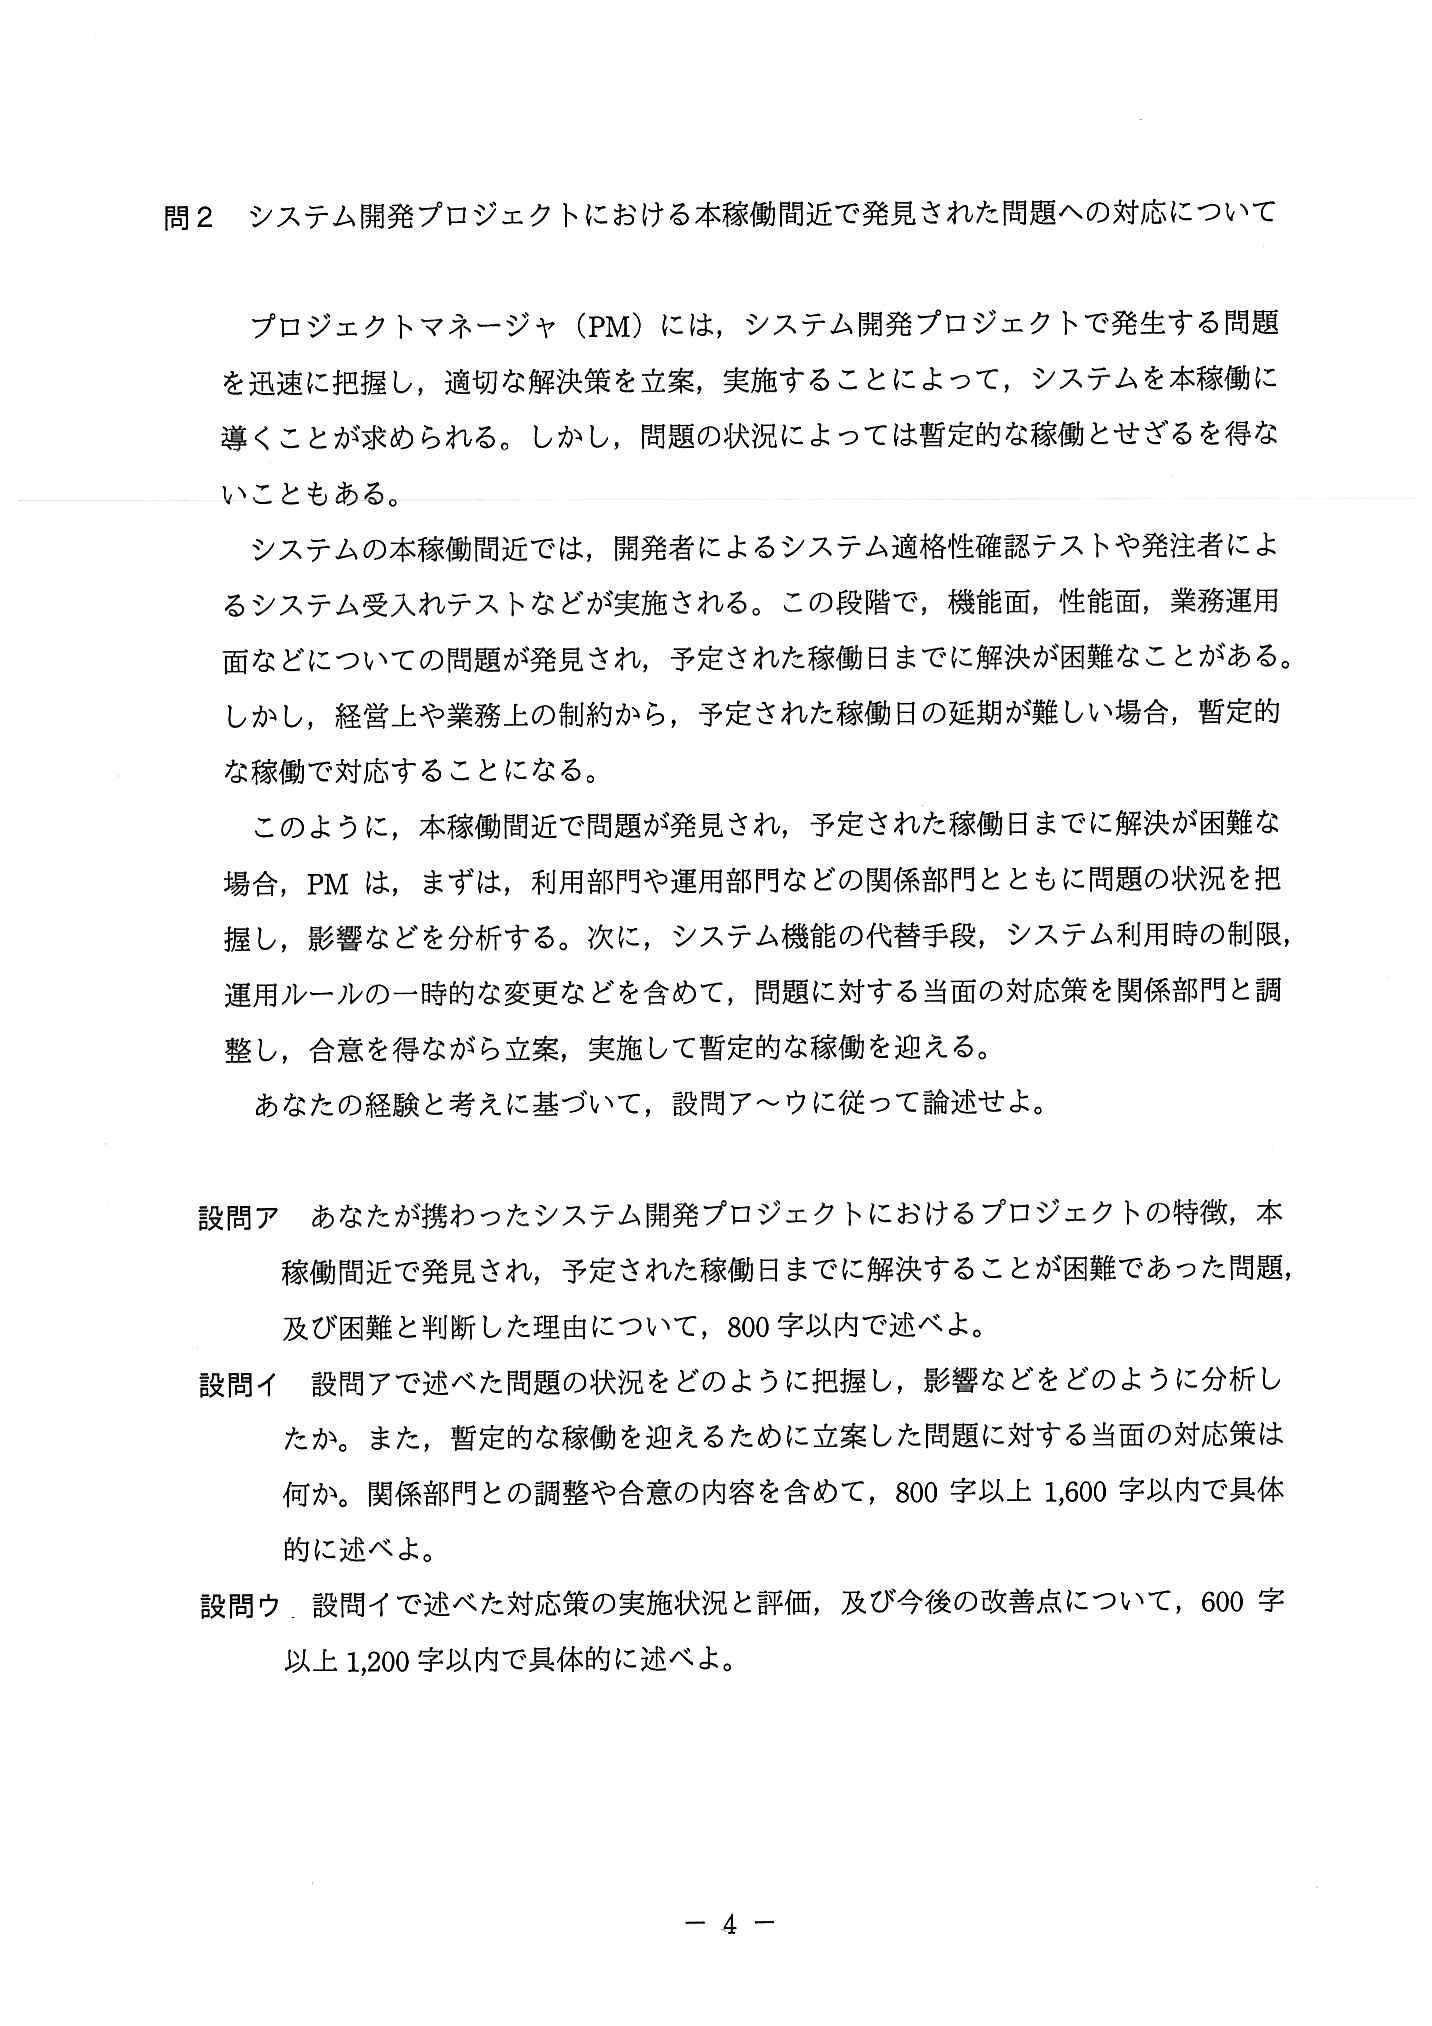 問2 システム開発プロジェクトにおける本稼働間近で発見された問題への対応について
プロジェクトマネージャ（PM）には，システム開発プロジェクトで発生する問題
を迅速に把握し，適切な解決策を立案，実施することによって，システムを本稼働に
導くことが求められる。しかし，問題の状況によっては暫定的な稼働とせざるを得な
いこともある。
システムの本稼働間近では，開発者によるシステム適格性確認テストや発注者によ
るシステム受入れテストなどが実施される。この段階で，機能面，性能面，業務運用
面などについての問題が発見され，予定された稼働日までに解決が困難なことがある。
しかし，経営上や業務上の制約から，予定された稼働日の延期が難しい場合，暫定的
な稼働で対応することになる。
このように，本稼働間近で問題が発見され，予定された稼働日までに解決が困難な
場合，PM は，まずは，利用部門や運用部門などの関係部門とともに問題の状況を把
握し，影響などを分析する。次に，システム機能の代替手段，システム利用時の制限，
運用ルールの一時的な変更などを含めて，問題に対する当面の対応策を関係部門と調
整し，合意を得ながら立案，実施して暫定的な稼働を迎える。
あなたの経験と考えに基づいて，設問ア～ウに従って論述せよ。
設問ア あなたが携わったシステム開発プロジェクトにおけるプロジェクトの特徴，本
稼働間近で発見され，予定された稼働日までに解決することが困難であった問題，
及び困難と判断した理由について，800 字以内で述べよ。
設問イ 設問アで述べた問題の状況をどのように把握し，影響などをどのように分析し
たか。また，暫定的な稼働を迎えるために立案した問題に対する当面の対応策は
何か。関係部門との調整や合意の内容を含めて，800 字以上 1,600 字以内で具体
的に述べよ。
設問ウ 設問イで述べた対応策の実施状況と評価，及び今後の改善点について，600 字
以上 1,200 字以内で具体的に述べよ。
－ 4 －